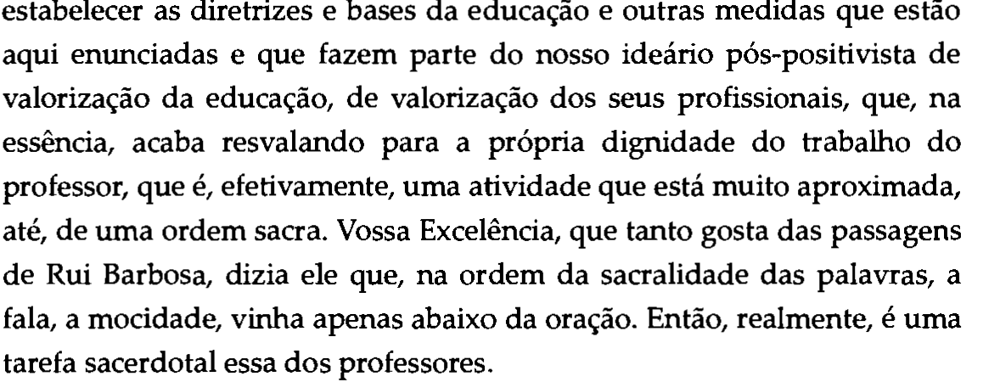 estabelecer as diretrizes e bases da educação e outras medidas que estão
aqui enunciadas e que fazem parte do nosso ideário pós-positivista de
valorização da educação, de valorização dos seus profissionais, que, na
essência, acaba resvalando para a própria dignidade do trabalho do
professor, que é, efetivamente, uma atividade que está muito aproximada,
até, de uma ordem sacra. Vossa Excelência, que tanto gosta das passagens
de Rui Barbosa, dizia ele que, na ordem da sacralidade das palavras, a
fala, a mocidade, vinha apenas abaixo da oração. Então, realmente, é uma
tarefa sacerdotal essa dos professores.